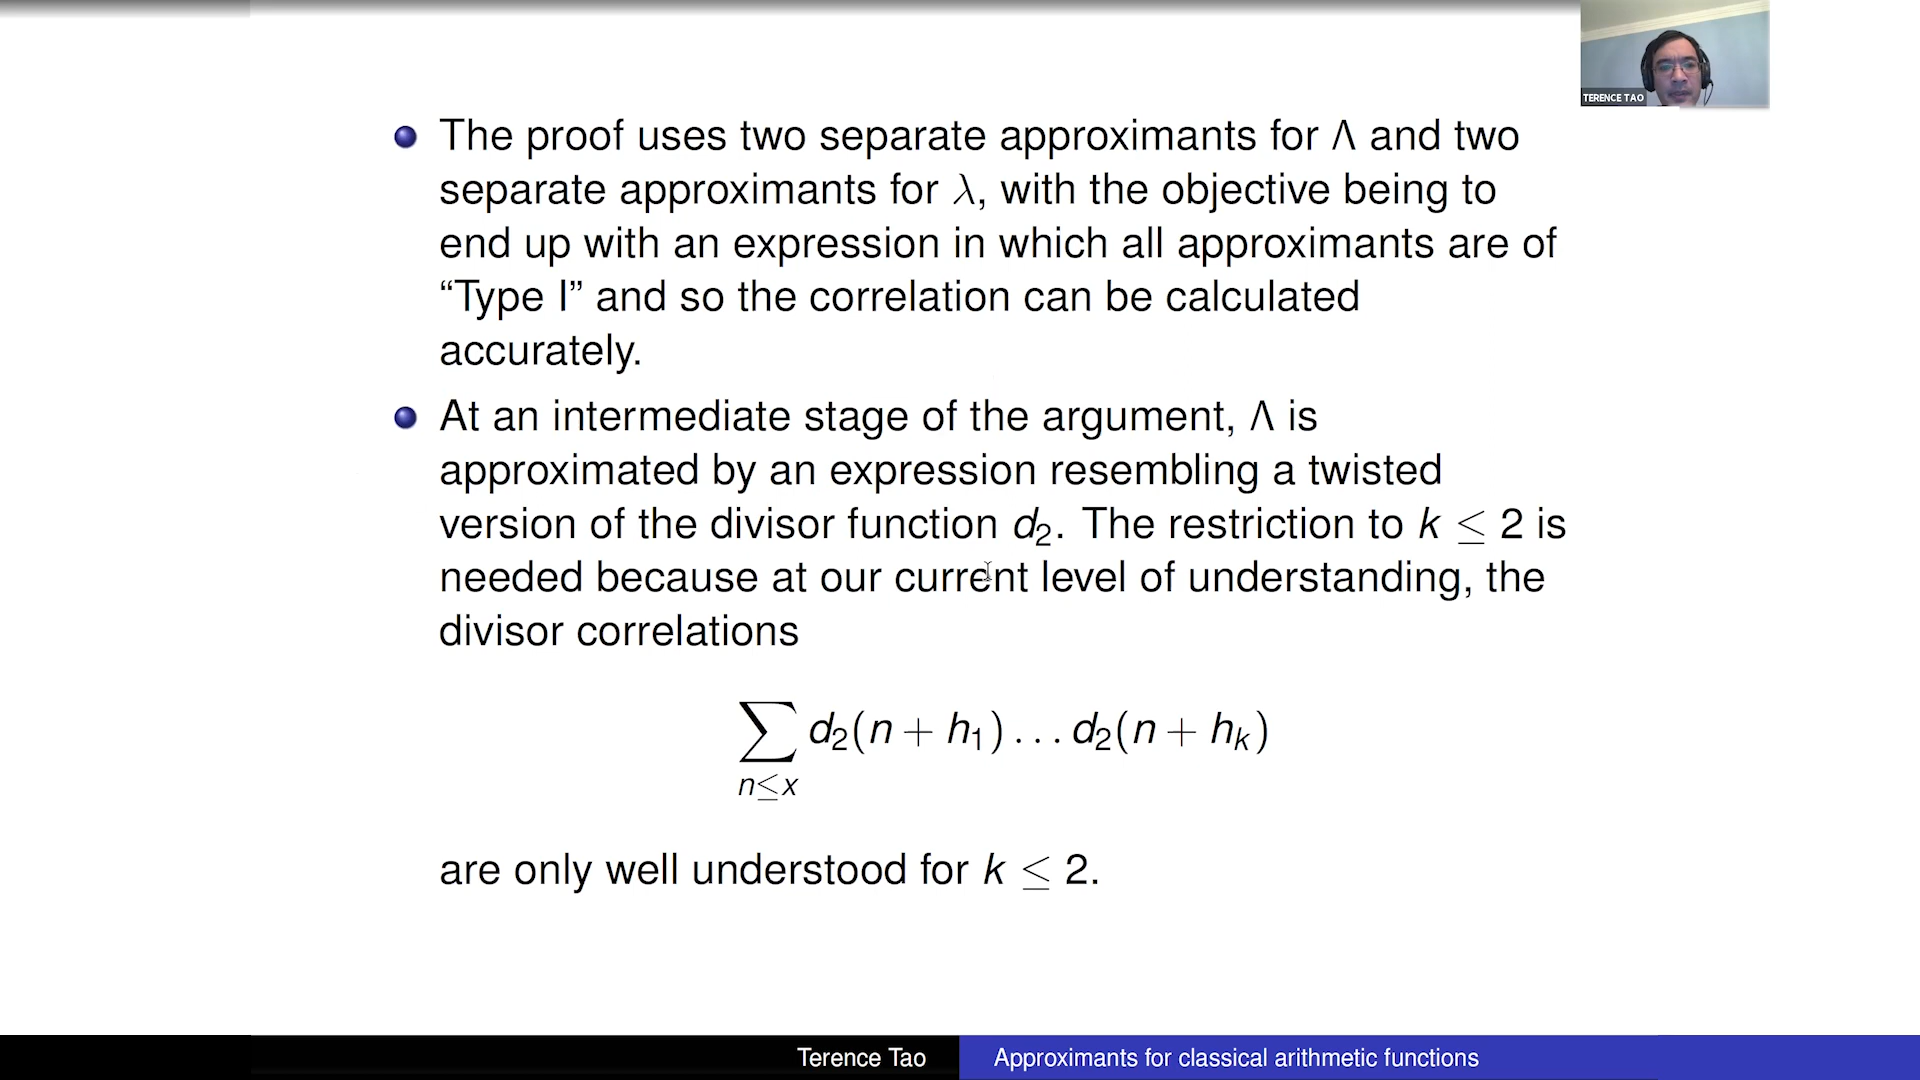 TERENCE TAO
The proof uses two separate approximants for Λ and two
separate approximants for λ, with the objective being to
end up with an expression in which all approximants are of
“Type I” and so the correlation can be calculated
accurately.
At an intermediate stage of the argument, Λ is
approximated by an expression resembling a twisted
version of the divisor function d₂. The restriction to k ≤ 2 is
needed because at our current level of understanding, the
divisor correlations
∑ d₂(n + h₁) . . . d₂(n + hₖ)
n≤x
are only well understood for k ≤ 2.
Terence Tao Approximants for classical arithmetic functions